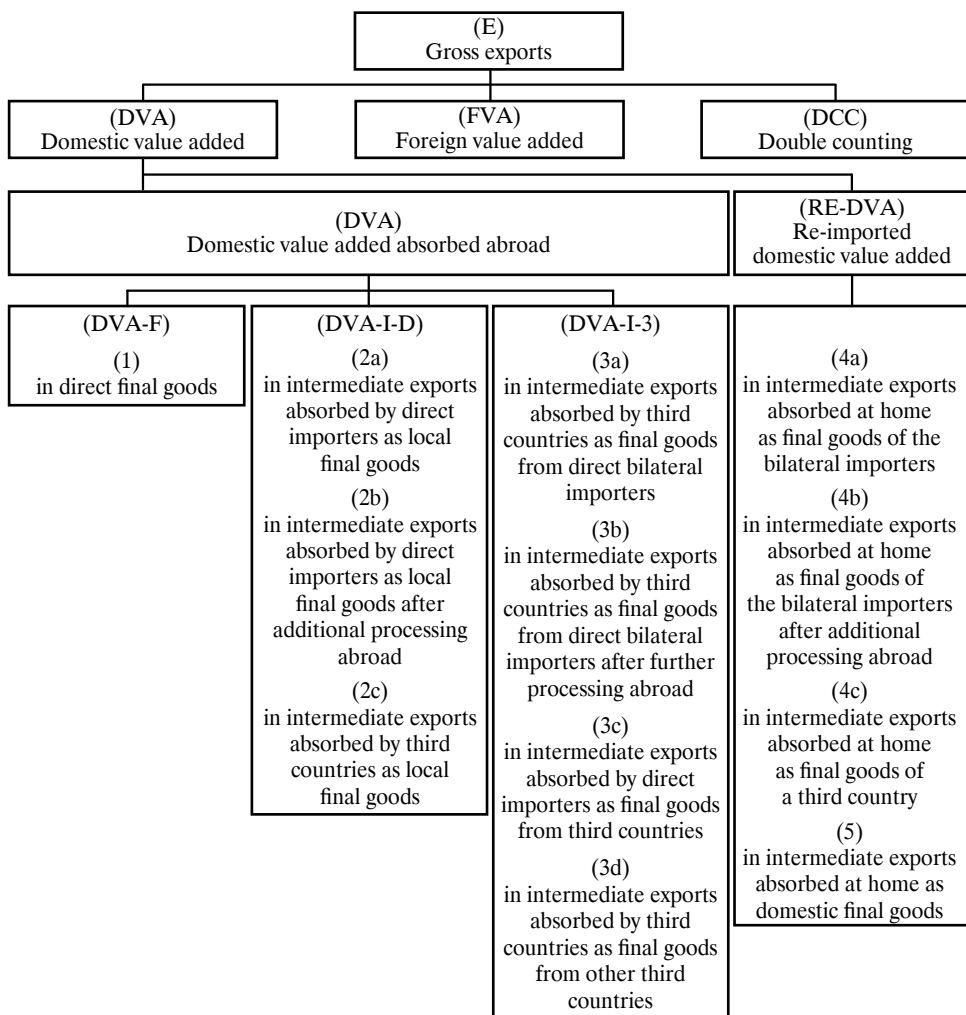 (E)
Gross exports
(DVA)
Domestic value added
(FVA)
Foreign value added
(DCC)
Double counting
(DVA)
Domestic value added absorbed abroad
(RE-DVA)
Re-imported
domestic value added
(DVA-F)
(1)
in direct final goods
(DVA-I-D)
(2a)
in intermediate exports
absorbed by direct
importers as local
final goods
(2b)
in intermediate exports
absorbed by direct
importers as local
final goods after
additional processing
abroad
(2c)
in intermediate exports
absorbed by third
countries as local
final goods
(DVA-I-3)
(3a)
in intermediate exports
absorbed by third
countries as final goods
from direct bilateral
importers
(3b)
in intermediate exports
absorbed by third
countries as final goods
from direct bilateral
importers after further
processing abroad
(3c)
in intermediate exports
absorbed by direct
importers as final goods
from third countries
(3d)
in intermediate exports
absorbed by third
countries as final goods
from other third
countries
(4a)
in intermediate exports
absorbed at home
as final goods of the
bilateral importers
(4b)
in intermediate exports
absorbed at home
as final goods of
the bilateral importers
after additional
processing abroad
(4c)
in intermediate exports
absorbed at home
as final goods of
a third country
(5)
in intermediate exports
absorbed at home as
domestic final goods